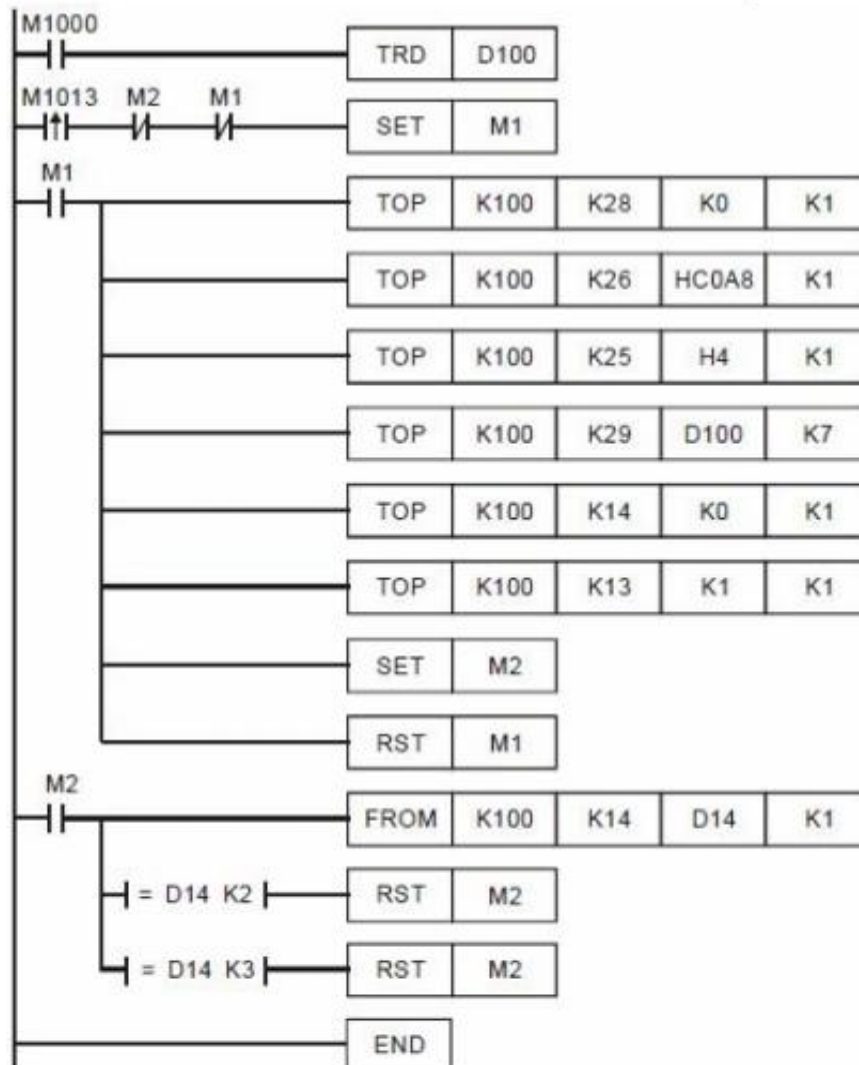 M1000
TRD D100
M1013 M2 M1
SET M1
M1
TOP K100 K28 K0 K1
TOP K100 K26 HC0A8 K1
TOP K100 K25 H4 K1
TOP K100 K29 D100 K7
TOP K100 K14 K0 K1
TOP K100 K13 K1 K1
SET M2
RST M1
M2
FROM K100 K14 D14 K1
= D14 K2 RST M2
= D14 K3 RST M2
END